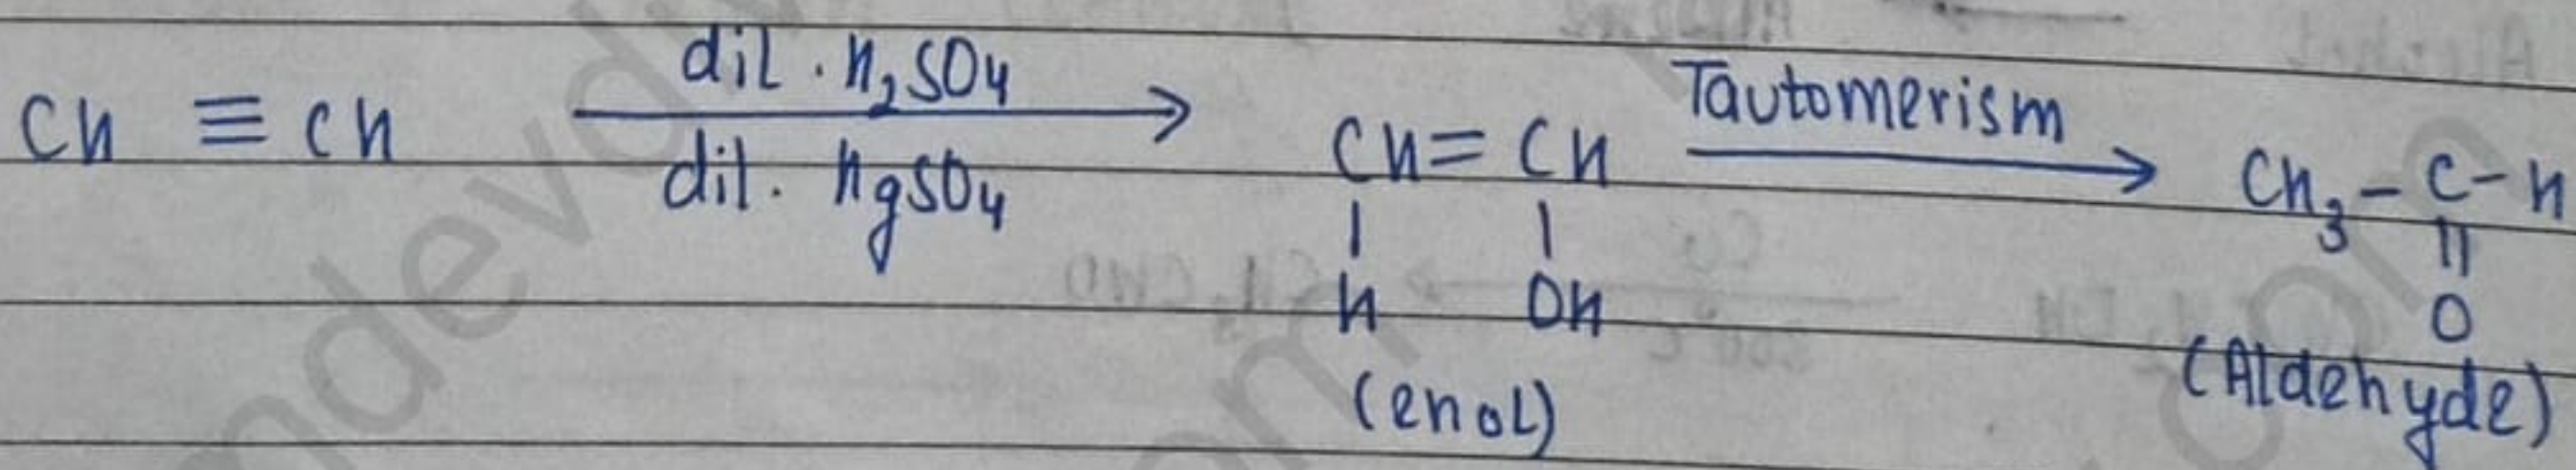 CH ≡ CH —dil. H₂SO₄ / dil. HgSO₄→ CH = CH —Tautomerism→ CH₃ – C – H
| | ||
H OH O
(enol) (Aldehyde)